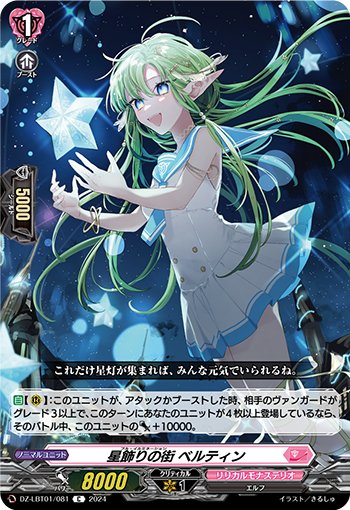 1
グレード
ブースト
5000
シールド
これだけ星灯が集まれば、みんな元気でいられるね。
自【R】:このユニットが、アタックかブーストした時、相手のヴァンガードが
グレード3以上で、このターンにあなたのユニットが4枚以上登場しているなら、
そのバトル中、このユニットの+10000。
ノーマルユニット
星飾りの街 ベルティン
リリカルモナステリオ
パワー
8000
クリティカル
1
エルフ
DZ-LBT01/081 C 2024
イラスト/きるしゅ